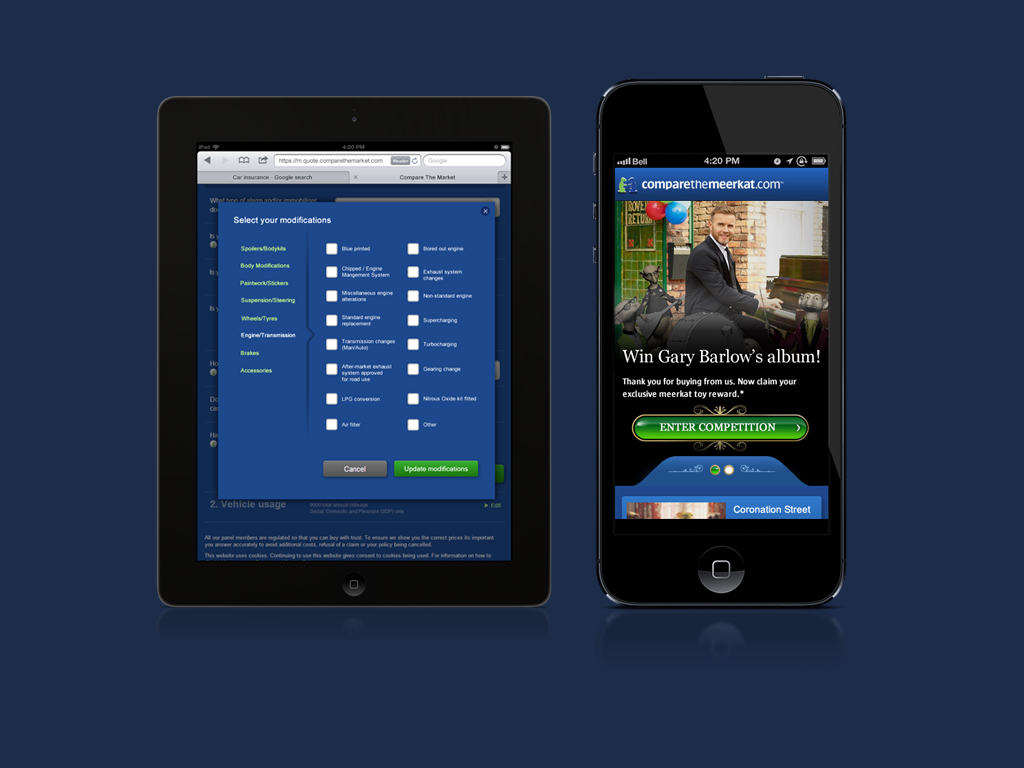 iPad
4:20 PM
https://m.quote.comparethemarket.com
Reader
Google
Car insurance - Google search
Compare The Market
What type of alarm and/or immobiliser
do
Is y
Is y
Is y
Select your modifications
Spoilers/Bodykits
Body Modifications
Paintwork/Stickers
Suspension/Steering
Wheels/Tyres
Engine/Transmission
Brakes
Accessories
Blue printed
Bored out engine
Chipped / Engine
Mangement System
Exhaust system
changes
Miscellaneous engine
alterations
Non-standard engine
Standard engine
replacement
Supercharging
Transmission changes
(Man/Auto)
Turbocharging
After-market exhaust
system approved
for road use
Gearing change
LPG conversion
Nitrous Oxide kit fitted
Air filter
Other
Cancel
Update modifications
Ho
Do
ca
Ha
2. Vehicle usage
9000 total annual mileage
Social, Domestic and Pleasure (SDP) only
Edit
All our panel members are regulated so that you can buy with trust. To ensure we show you the correct prices its important
you answer accurately to avoid additional costs, refusal of a claim or your policy being cancelled.
This website uses cookies. Continuing to use this website gives consent to cookies being used. For information on how to
Bell
4:20 PM
comparethemeerkat.com
ROVE
RETURN
Win Gary Barlow's album!
Thank you for buying from us. Now claim your
exclusive meerkat toy reward.*
ENTER COMPETITION
Coronation Street